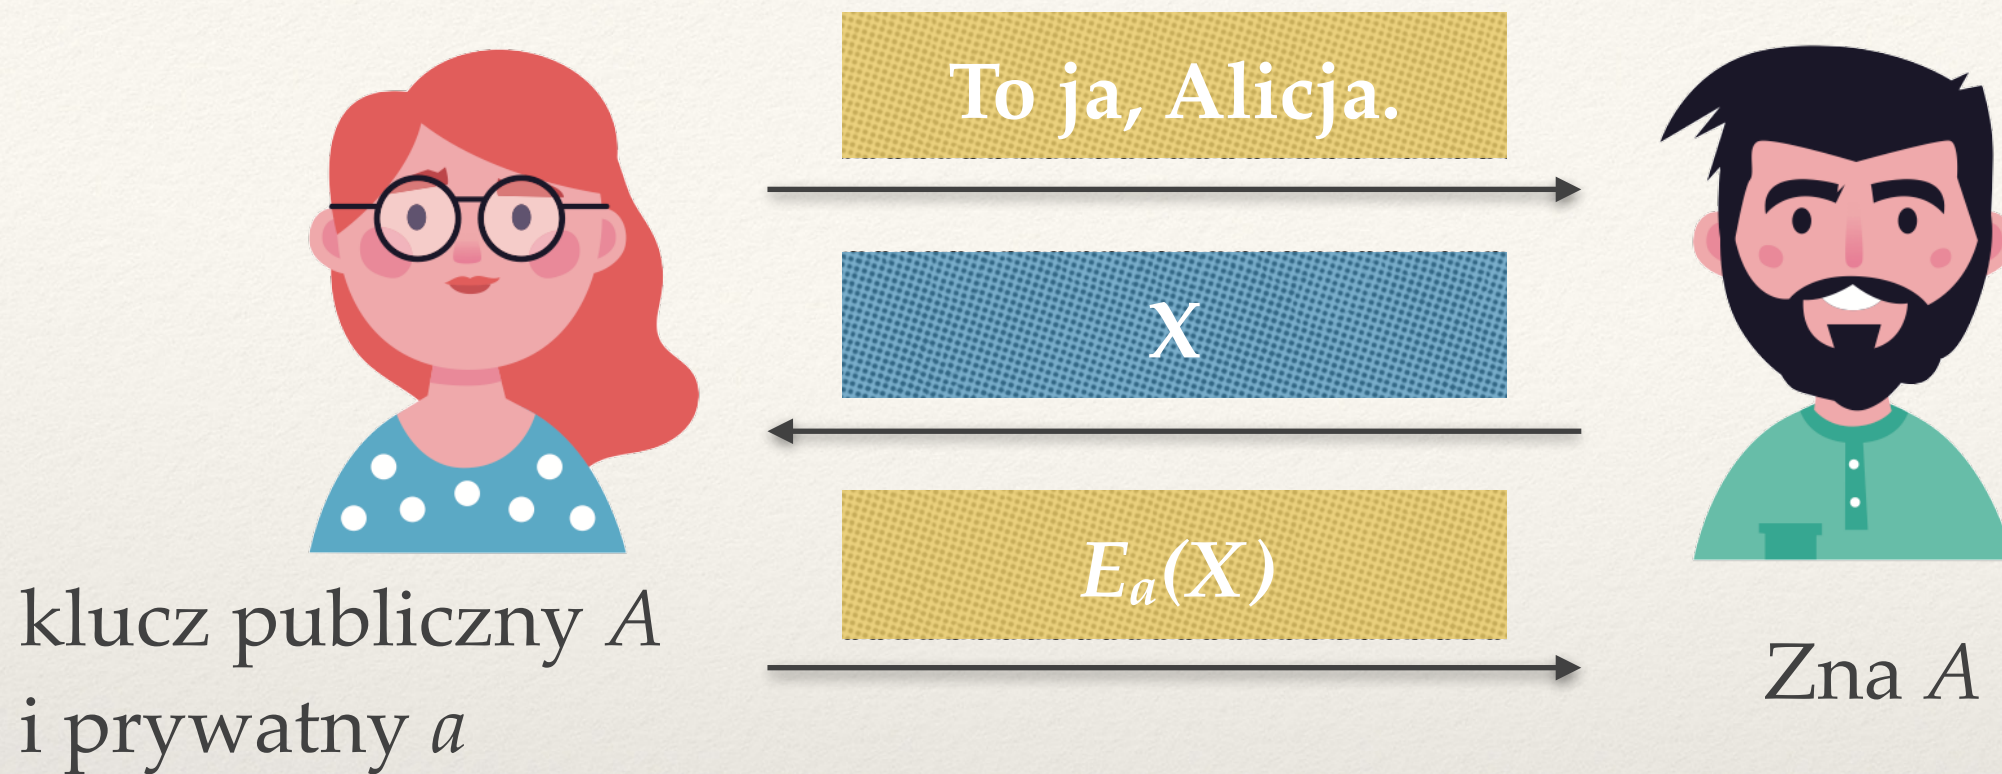 To ja, Alicja.
X
Eₐ(X)
klucz publiczny A
i prywatny a
Zna A